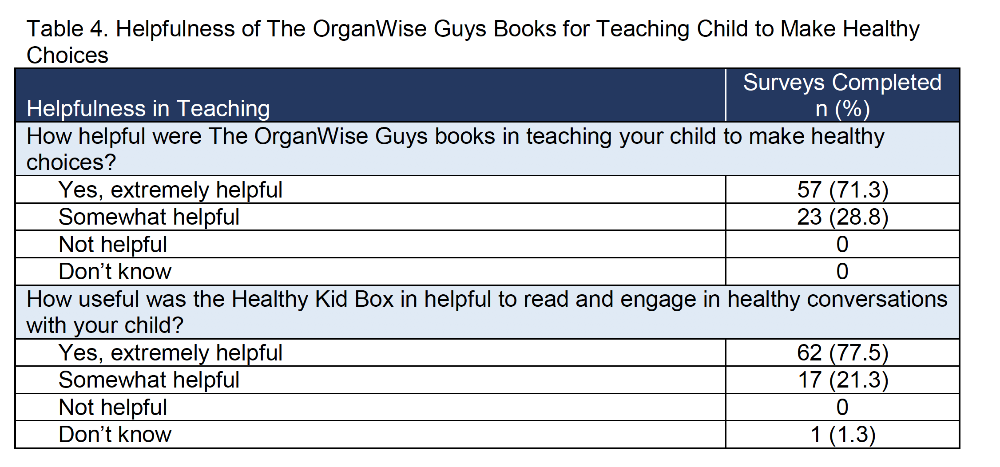 Table 4. Helpfulness of The OrganWise Guys Books for Teaching Child to Make Healthy
Choices
Helpfulness in Teaching
Surveys Completed
n (%)
How helpful were The OrganWise Guys books in teaching your child to make healthy
choices?
Yes, extremely helpful 57 (71.3)
Somewhat helpful 23 (28.8)
Not helpful 0
Don’t know 0
How useful was the Healthy Kid Box in helpful to read and engage in healthy conversations
with your child?
Yes, extremely helpful 62 (77.5)
Somewhat helpful 17 (21.3)
Not helpful 0
Don’t know 1 (1.3)